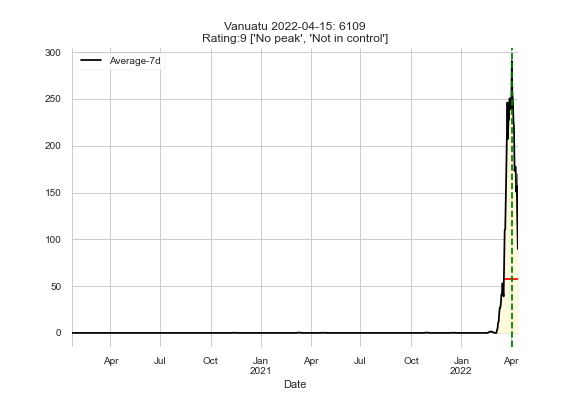 Vanuatu 2022-04-15: 6109
Rating:9 ['No peak', 'Not in control']
Average-7d
300
250
200
150
100
50
0
Apr Jul Oct Jan Apr Jul Oct Jan Apr
2021 2022
Date